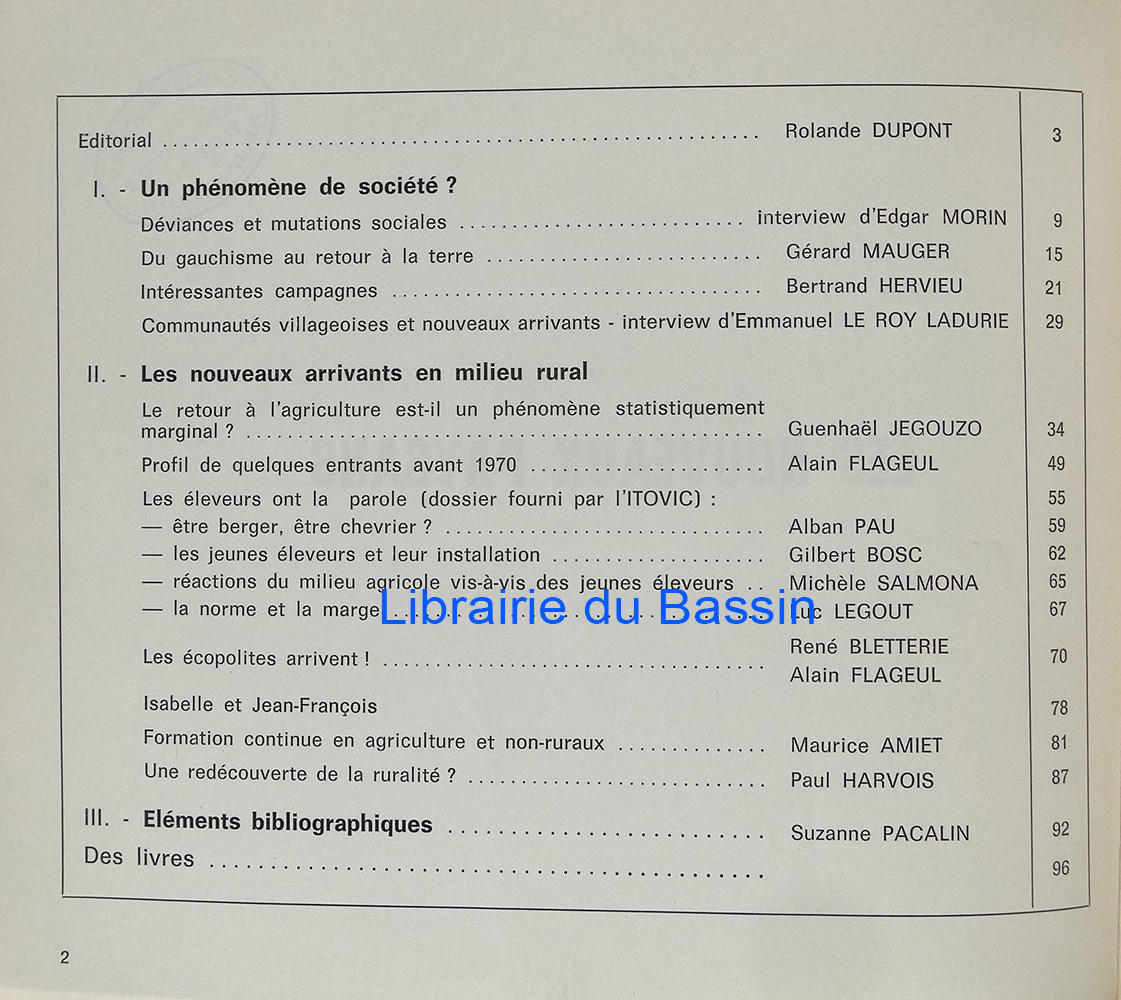 Editorial ........ Rolande DUPONT 3
I. - Un phénomène de société ?
Déviances et mutations sociales ........ interview d'Edgar MORIN 9
Du gauchisme au retour à la terre ........ Gérard MAUGER 15
Intéressantes campagnes ........ Bertrand HERVIEU 21
Communautés villageoises et nouveaux arrivants - interview d'Emmanuel LE ROY LADURIE 29
II. - Les nouveaux arrivants en milieu rural
Le retour à l'agriculture est-il un phénomène statistiquement
marginal ? ........ Guenhaël JEGOUZO 34
Profil de quelques entrants avant 1970 ........ Alain FLAGEUL 49
Les éleveurs ont la parole (dossier fourni par l'ITOVIC) : 55
— être berger, être chevrier ? ........ Alban PAU 59
— les jeunes éleveurs et leur installation ........ Gilbert BOSC 62
— réactions du milieu agricole vis-à-vis des jeunes éleveurs .. Michèle SALMONA 65
— la norme et la marge ........ Luc LEGOUT 67
Librairie du Bassin
René BLETTERIE
Les écopolites arrivent ! ........ 70
Alain FLAGEUL
Isabelle et Jean-François 78
Formation continue en agriculture et non-ruraux ........ Maurice AMIET 81
Une redécouverte de la ruralité ? ........ Paul HARVOIS 87
III. - Eléments bibliographiques ........ Suzanne PACALIN 92
Des livres ........ 96
2